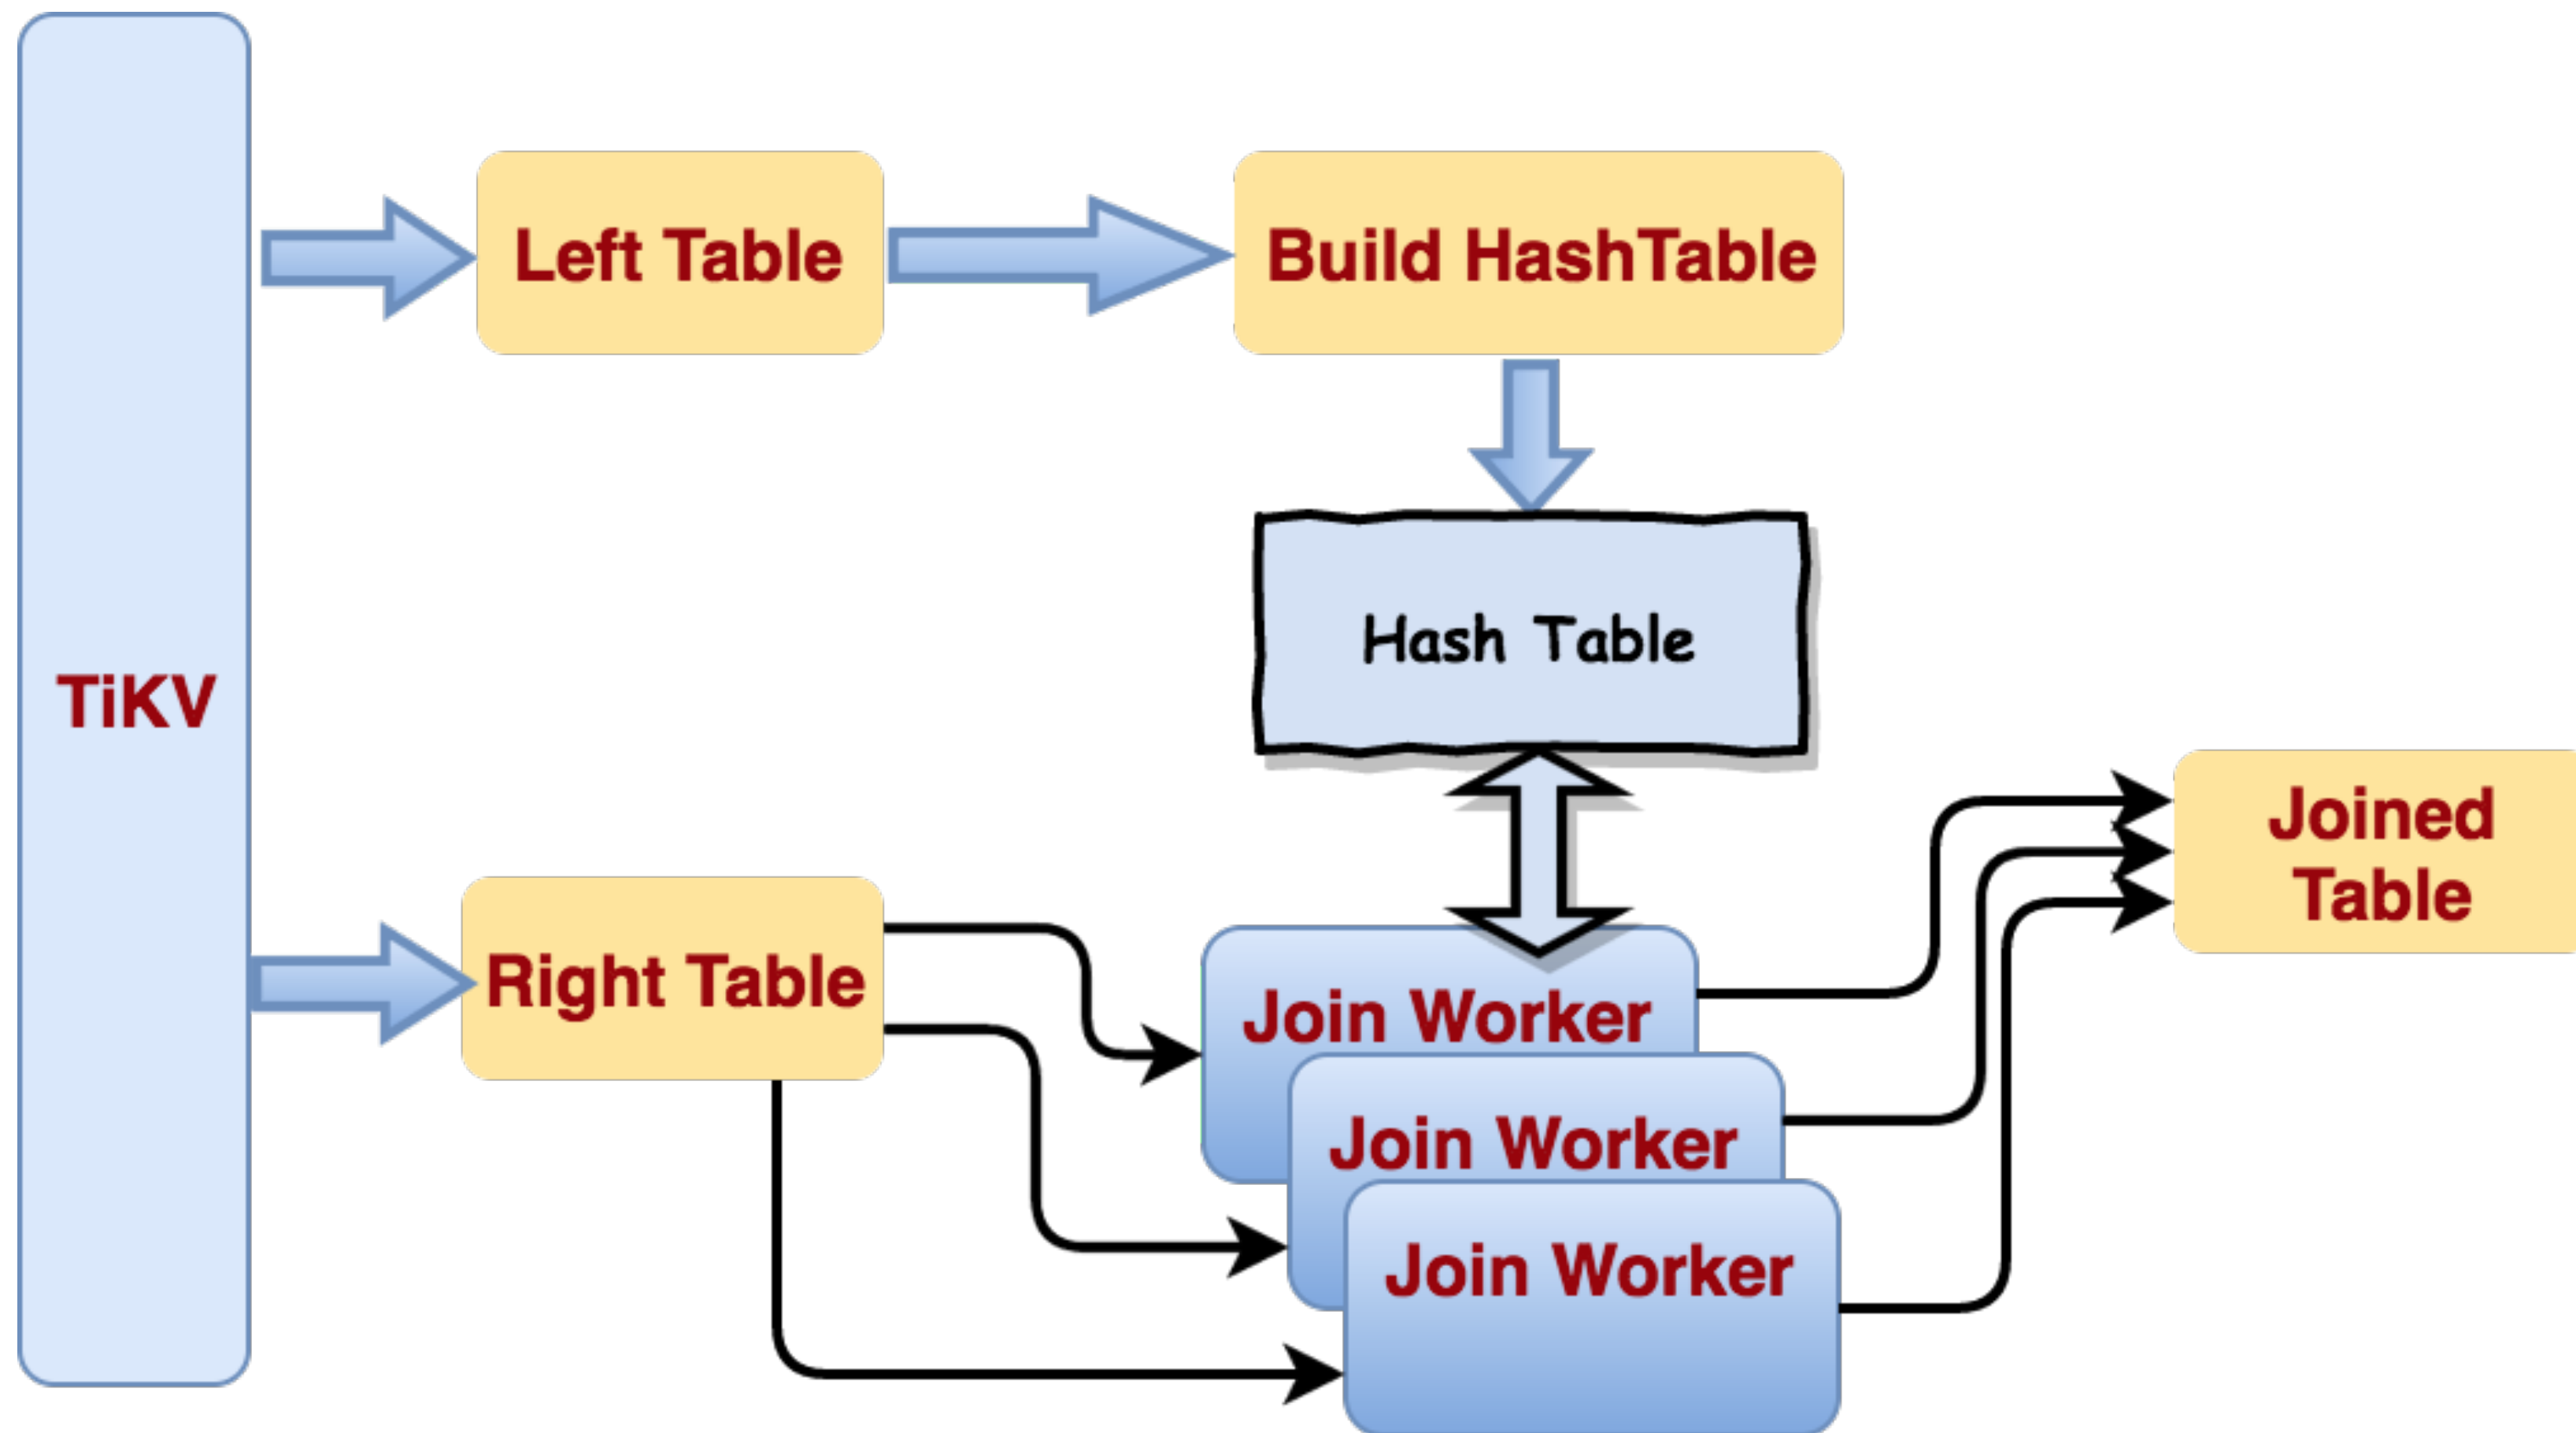 Left Table
Build HashTable
Hash Table
TiKV
Joined
Table
Right Table
Join Worker
Join Worker
Join Worker